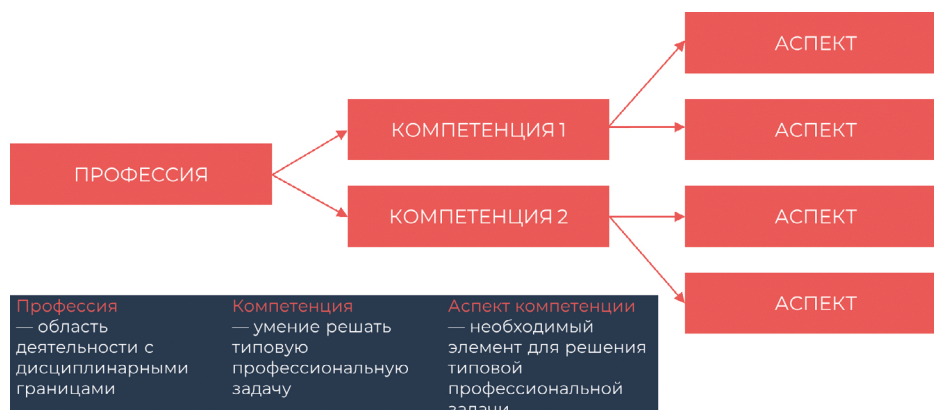 АСПЕКТ
КОМПЕТЕНЦИЯ 1
АСПЕКТ
ПРОФЕССИЯ
КОМПЕТЕНЦИЯ 2
АСПЕКТ
АСПЕКТ
Профессия
— область
деятельности с
дисциплинарными
границами
Компетенция
— умение решать
типовую
профессиональную
задачу
Аспект компетенции
— необходимый
элемент для решения
типовой
профессиональной
задачи